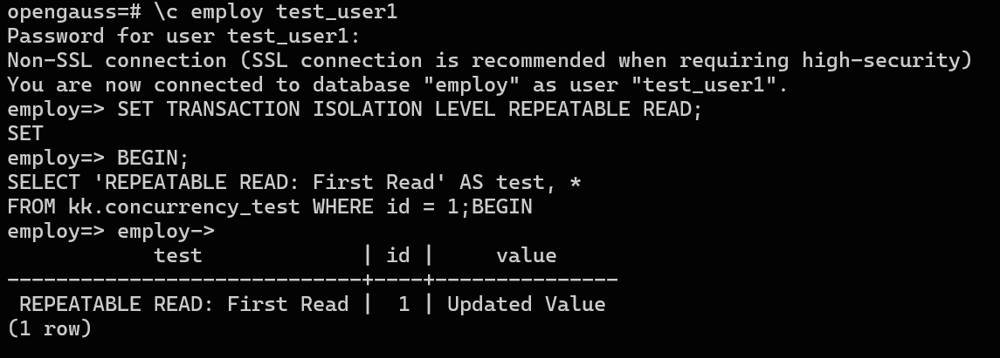 opengauss=# \c employ test_user1
Password for user test_user1:
Non-SSL connection (SSL connection is recommended when requiring high-security)
You are now connected to database "employ" as user "test_user1".
employ=> SET TRANSACTION ISOLATION LEVEL REPEATABLE READ;
SET
employ=> BEGIN;
SELECT 'REPEATABLE READ: First Read' AS test, *
FROM kk.concurrency_test WHERE id = 1;BEGIN
employ=> employ->
            test             | id |     value
-----------------------------+----+---------------
 REPEATABLE READ: First Read |  1 | Updated Value
(1 row)